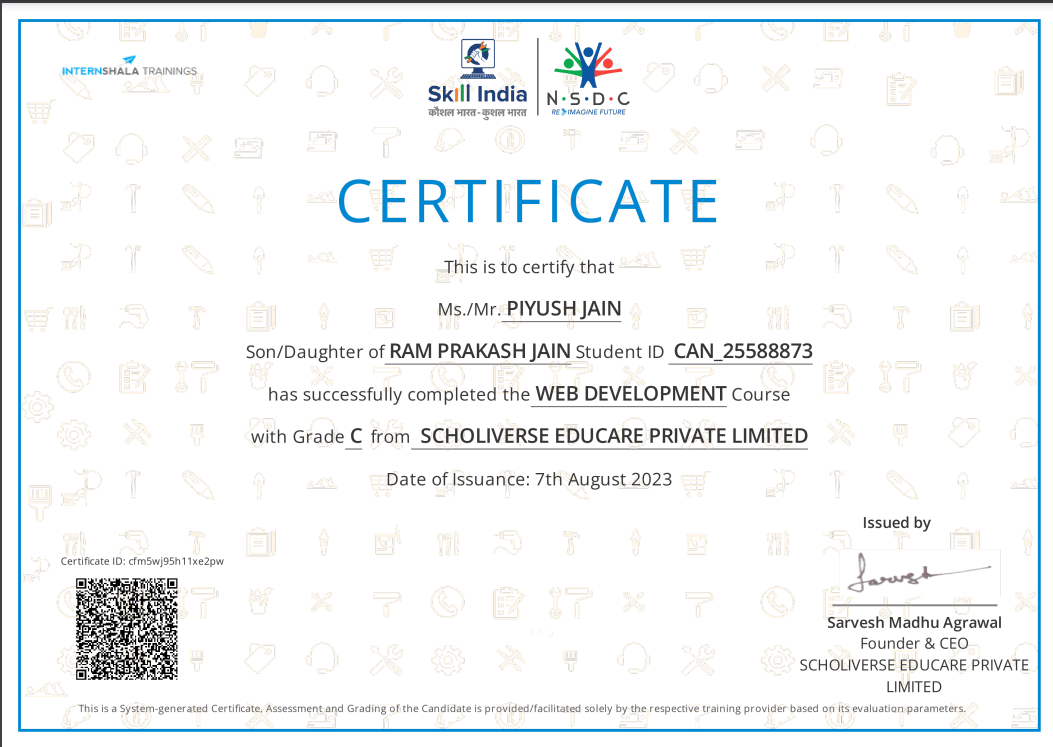 INTERNSHALA TRAININGS
Skill India
कौशल भारत - कुशल भारत
N·S·D·C
RE IMAGINE FUTURE
CERTIFICATE
This is to certify that
Ms./Mr. PIYUSH JAIN
Son/Daughter of RAM PRAKASH JAIN Student ID CAN_25588873
has successfully completed the WEB DEVELOPMENT Course
with Grade C from SCHOLIVERSE EDUCARE PRIVATE LIMITED
Date of Issuance: 7th August 2023
Issued by
Certificate ID: cfm5wj95h11xe2pw
Sarvesh
Sarvesh Madhu Agrawal
Founder & CEO
SCHOLIVERSE EDUCARE PRIVATE
LIMITED
This is a System-generated Certificate, Assessment and Grading of the Candidate is provided/facilitated solely by the respective training provider based on its evaluation parameters.